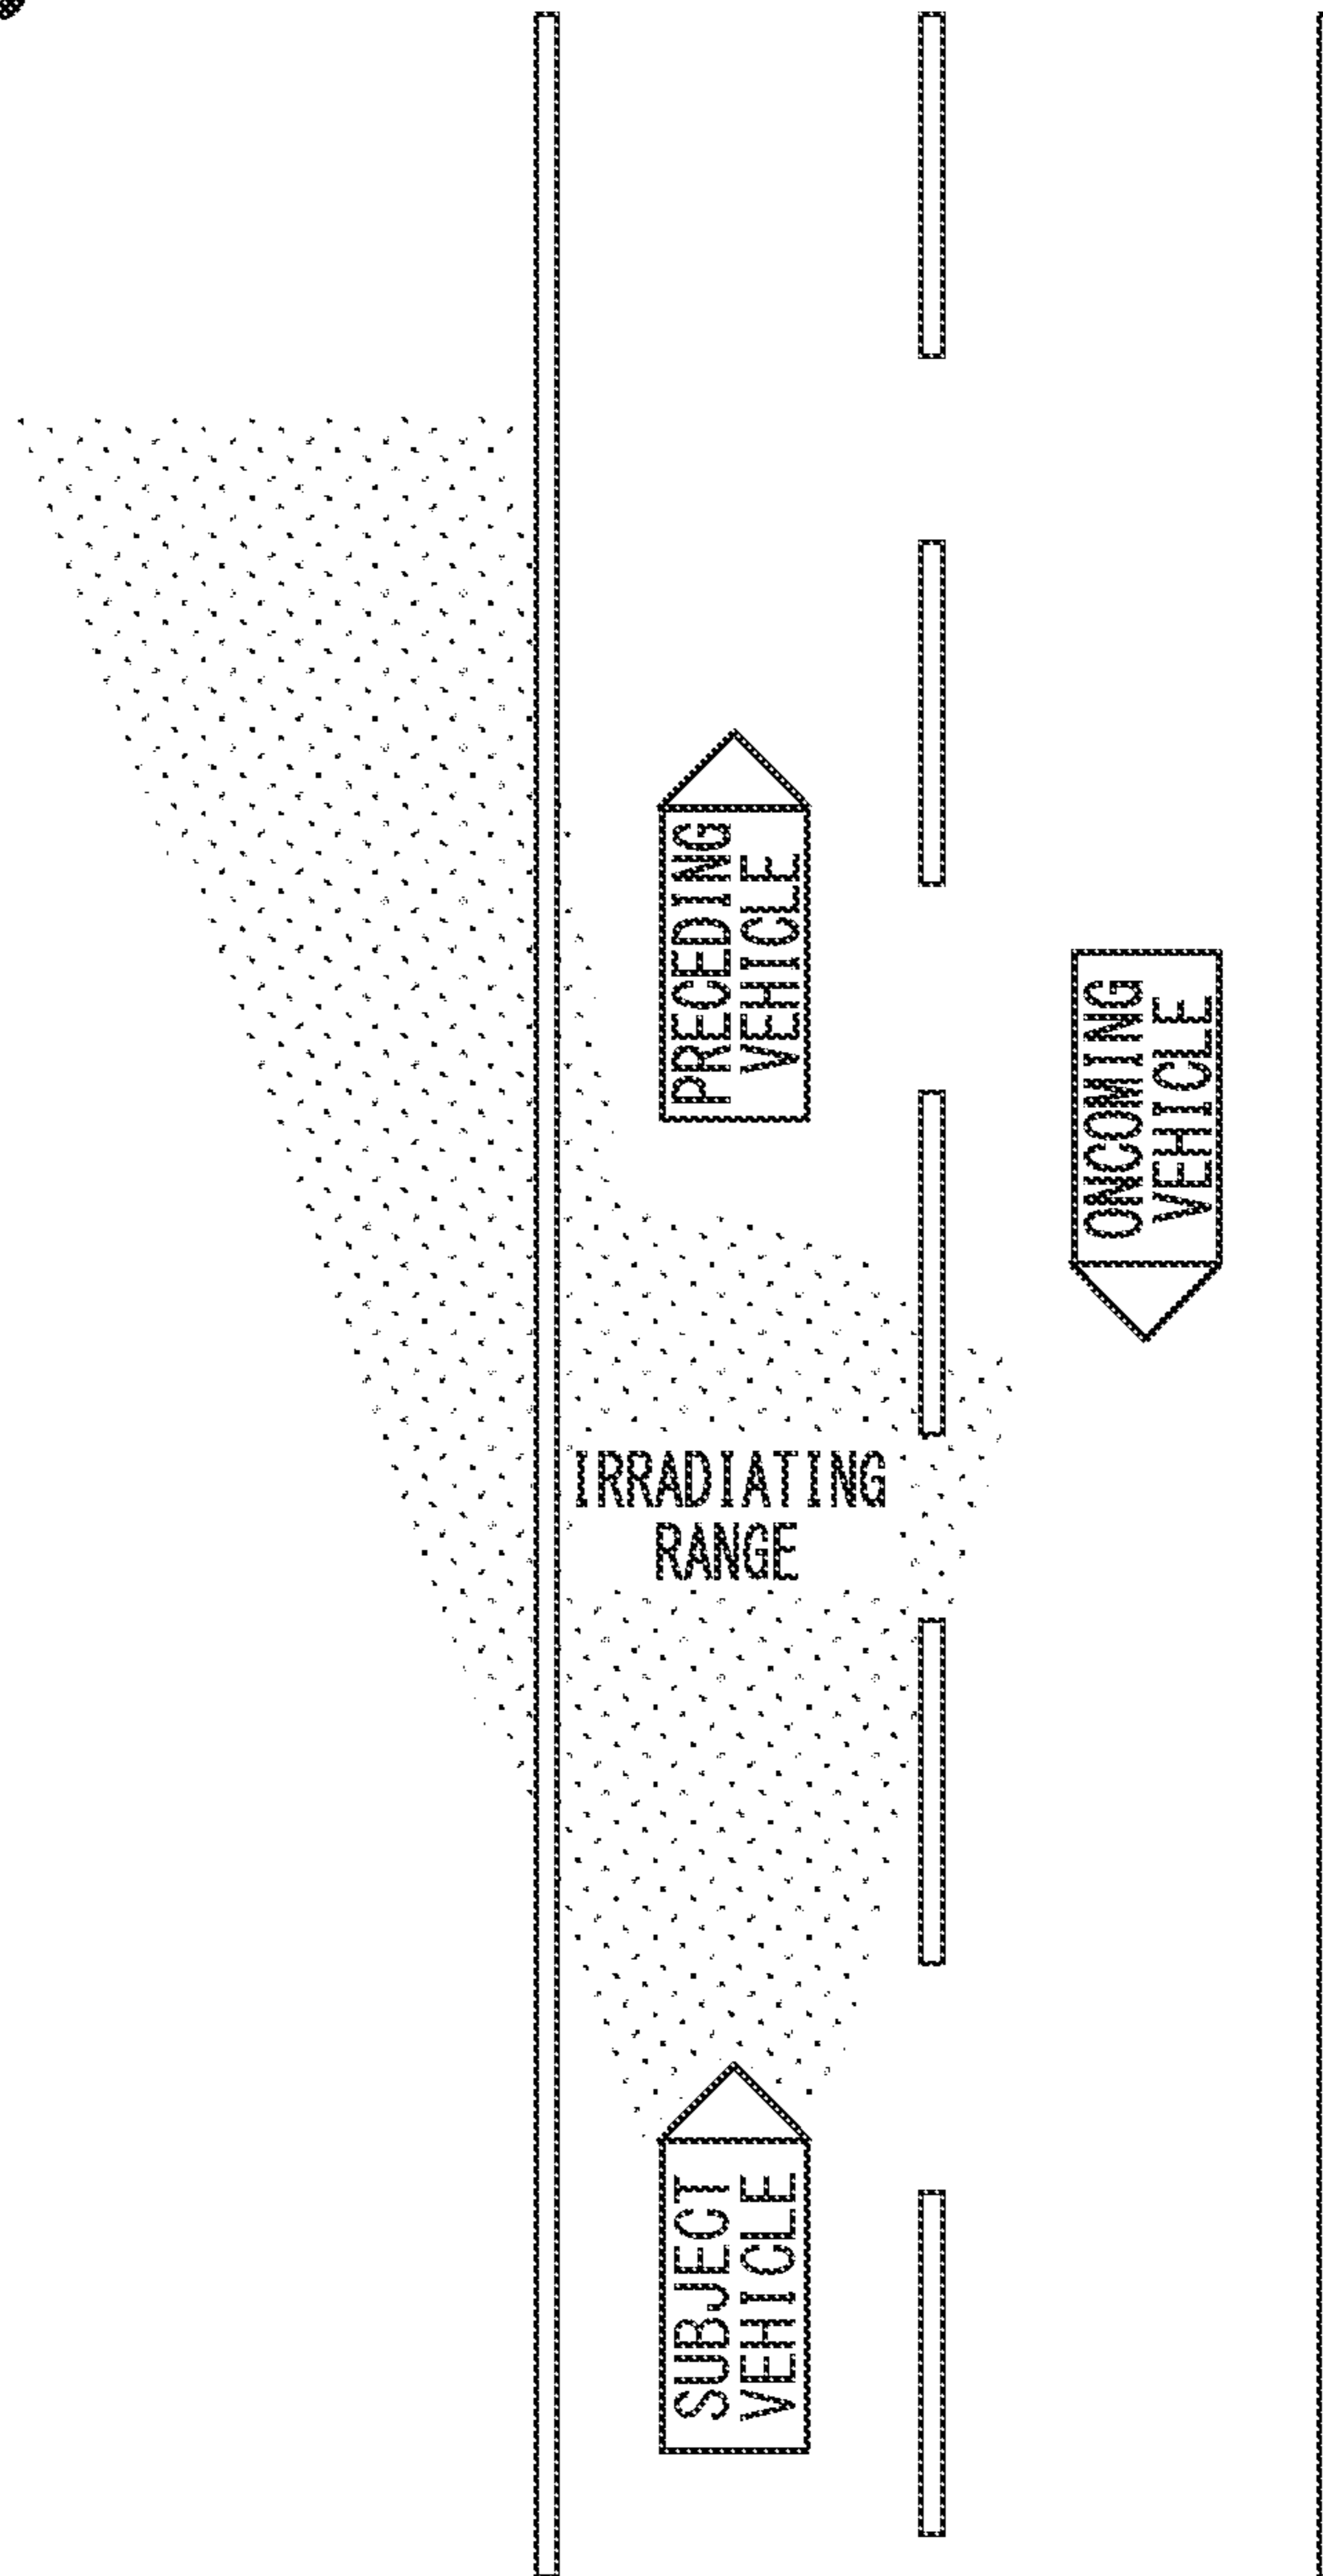 PRECEDING
VEHICLE
ONCOMING
VEHICLE
IRRADIATING
RANGE
SUBJECT
VEHICLE